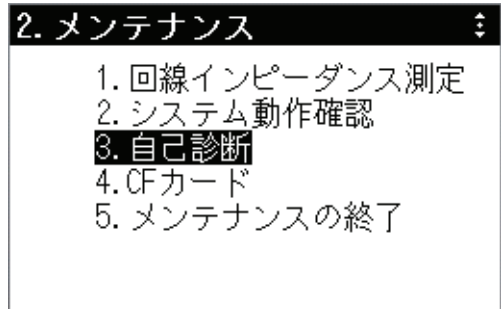 2.メンテナンス
1.回線インピーダンス測定
2.システム動作確認
3.自己診断
4.CFカード
5.メンテナンスの終了